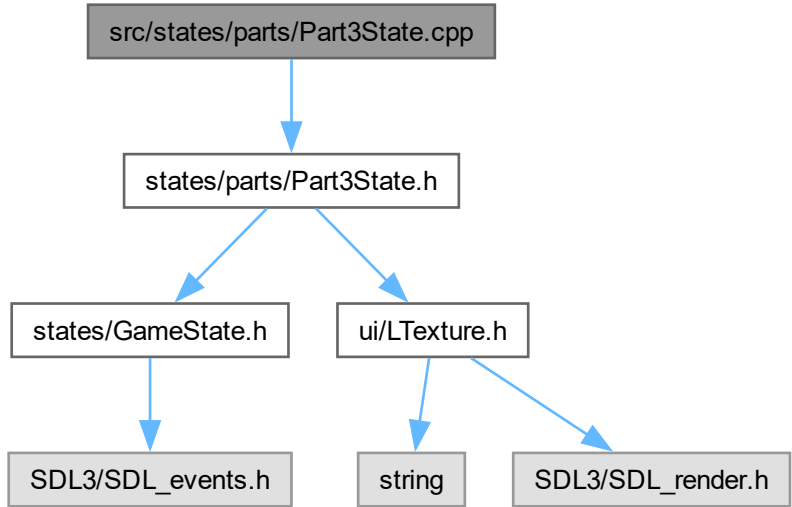 src/states/parts/Part3State.cpp
states/parts/Part3State.h
states/GameState.h
ui/LTexture.h
SDL3/SDL_events.h
string
SDL3/SDL_render.h